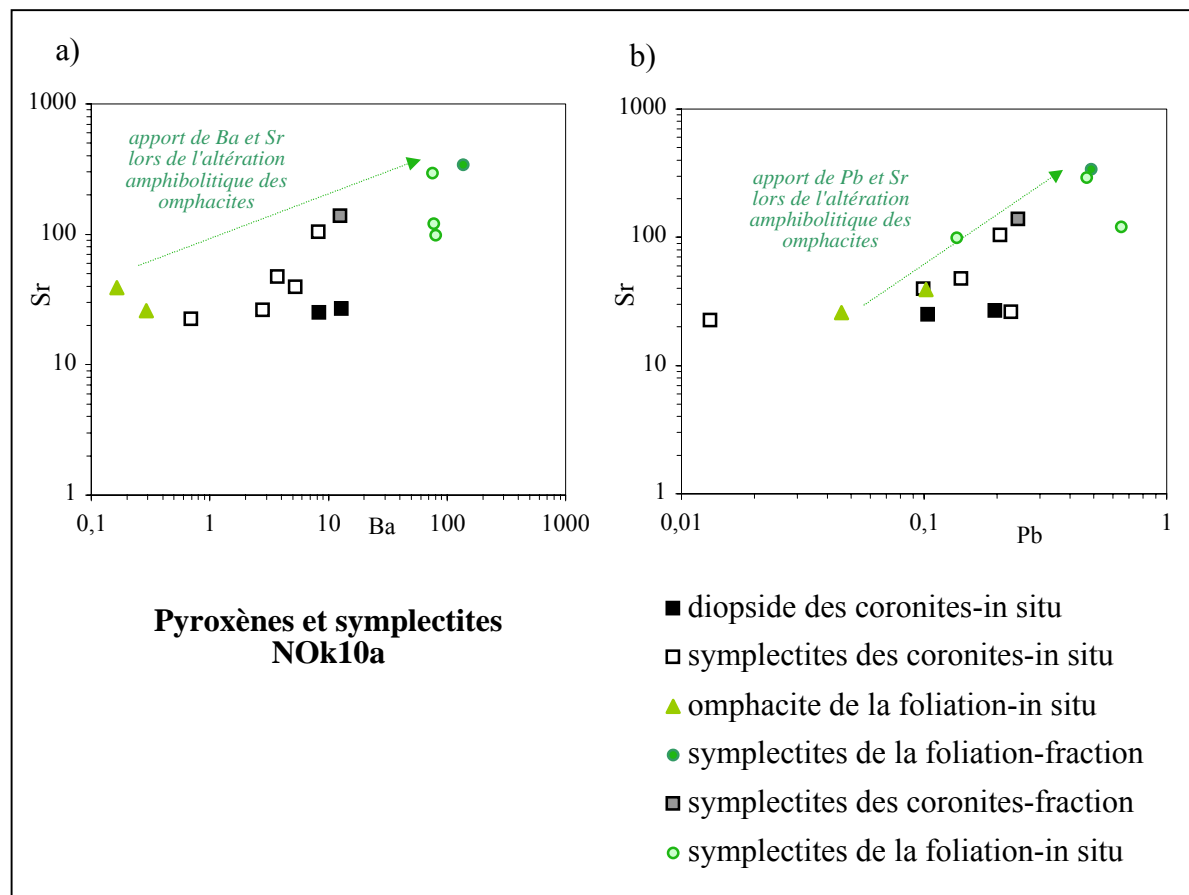 a)
1000
100
10
1
Sr
apport de Ba et Sr
lors de l'altération
amphibolitique des
omphacites
0,1
1
10
100
1000
Ba
b)
1000
100
10
1
Sr
apport de Pb et Sr
lors de l'altération
amphibolitique des
omphacites
0,01
0,1
1
Pb
Pyroxènes et symplectites
NOk10a
diopside des coronites-in situ
symplectites des coronites-in situ
omphacite de la foliation-in situ
symplectites de la foliation-fraction
symplectites des coronites-fraction
symplectites de la foliation-in situ